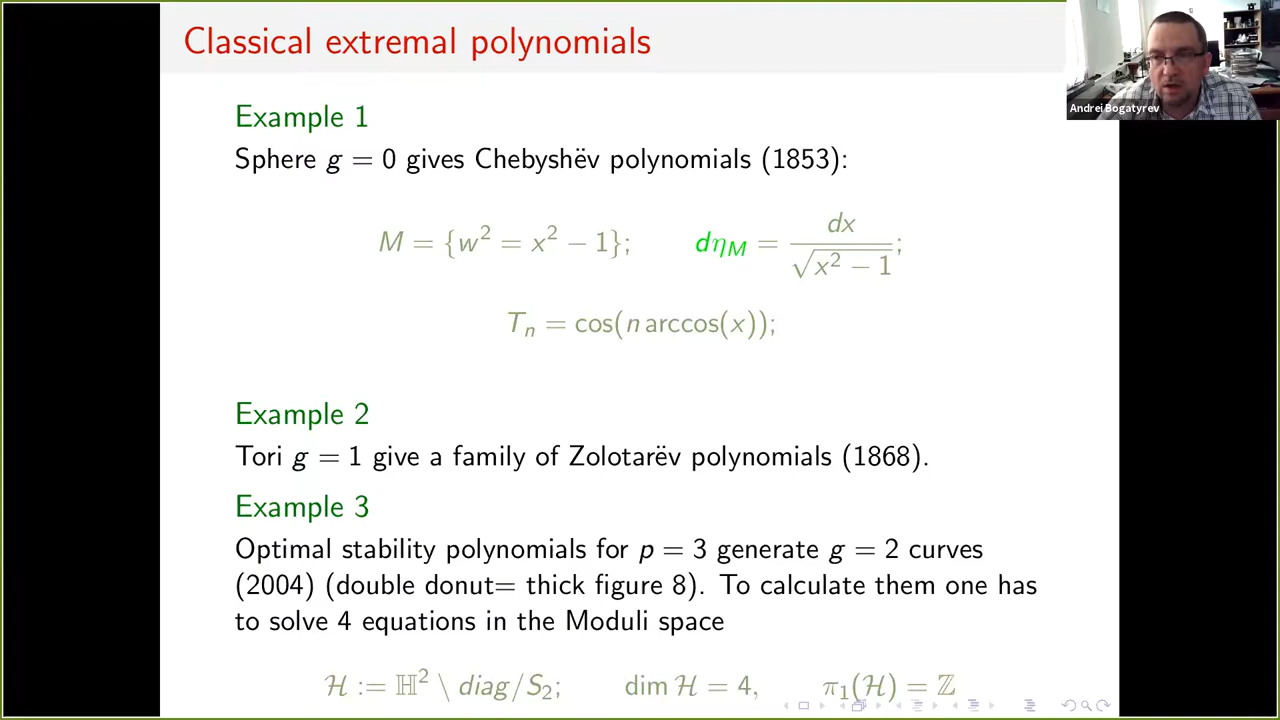 Classical extremal polynomials
Andrei Bogatyrev
Example 1
Sphere g = 0 gives Chebyshëv polynomials (1853):
M = {w² = x² − 1}; dη_M = dx / √(x² − 1);
T_n = cos(n arccos(x));
Example 2
Tori g = 1 give a family of Zolotarëv polynomials (1868).
Example 3
Optimal stability polynomials for p = 3 generate g = 2 curves
(2004) (double donut= thick figure 8). To calculate them one has
to solve 4 equations in the Moduli space
ℋ := ℍ² \ diag/S₂; dim ℋ = 4, π₁(ℋ) = ℤ